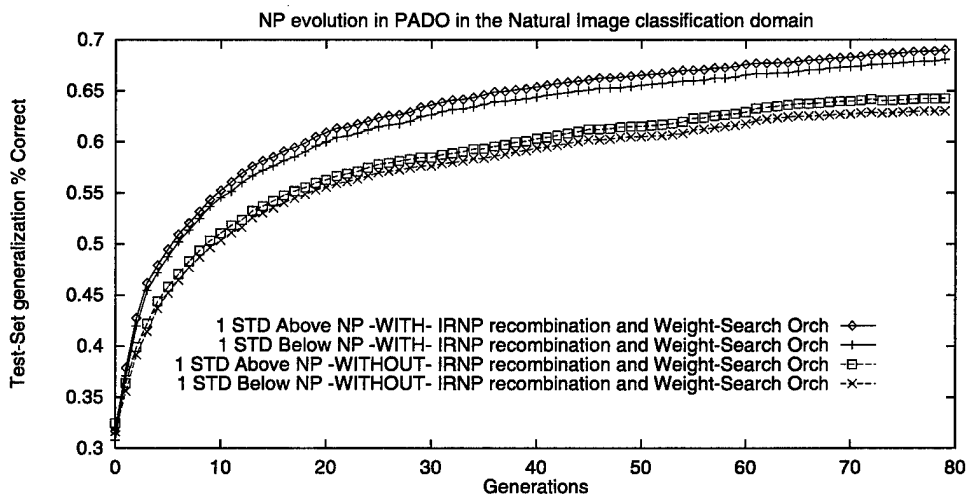 NP evolution in PADO in the Natural Image classification domain
0.7
0.65
0.6
0.55
0.5
0.45
0.4
0.35
0.3
Test-Set generalization % Correct
1 STD Above NP -WITH- IRNP recombination and Weight-Search Orch
1 STD Below NP -WITH- IRNP recombination and Weight-Search Orch
1 STD Above NP -WITHOUT- IRNP recombination and Weight-Search Orch
1 STD Below NP -WITHOUT- IRNP recombination and Weight-Search Orch
0 10 20 30 40 50 60 70 80
Generations